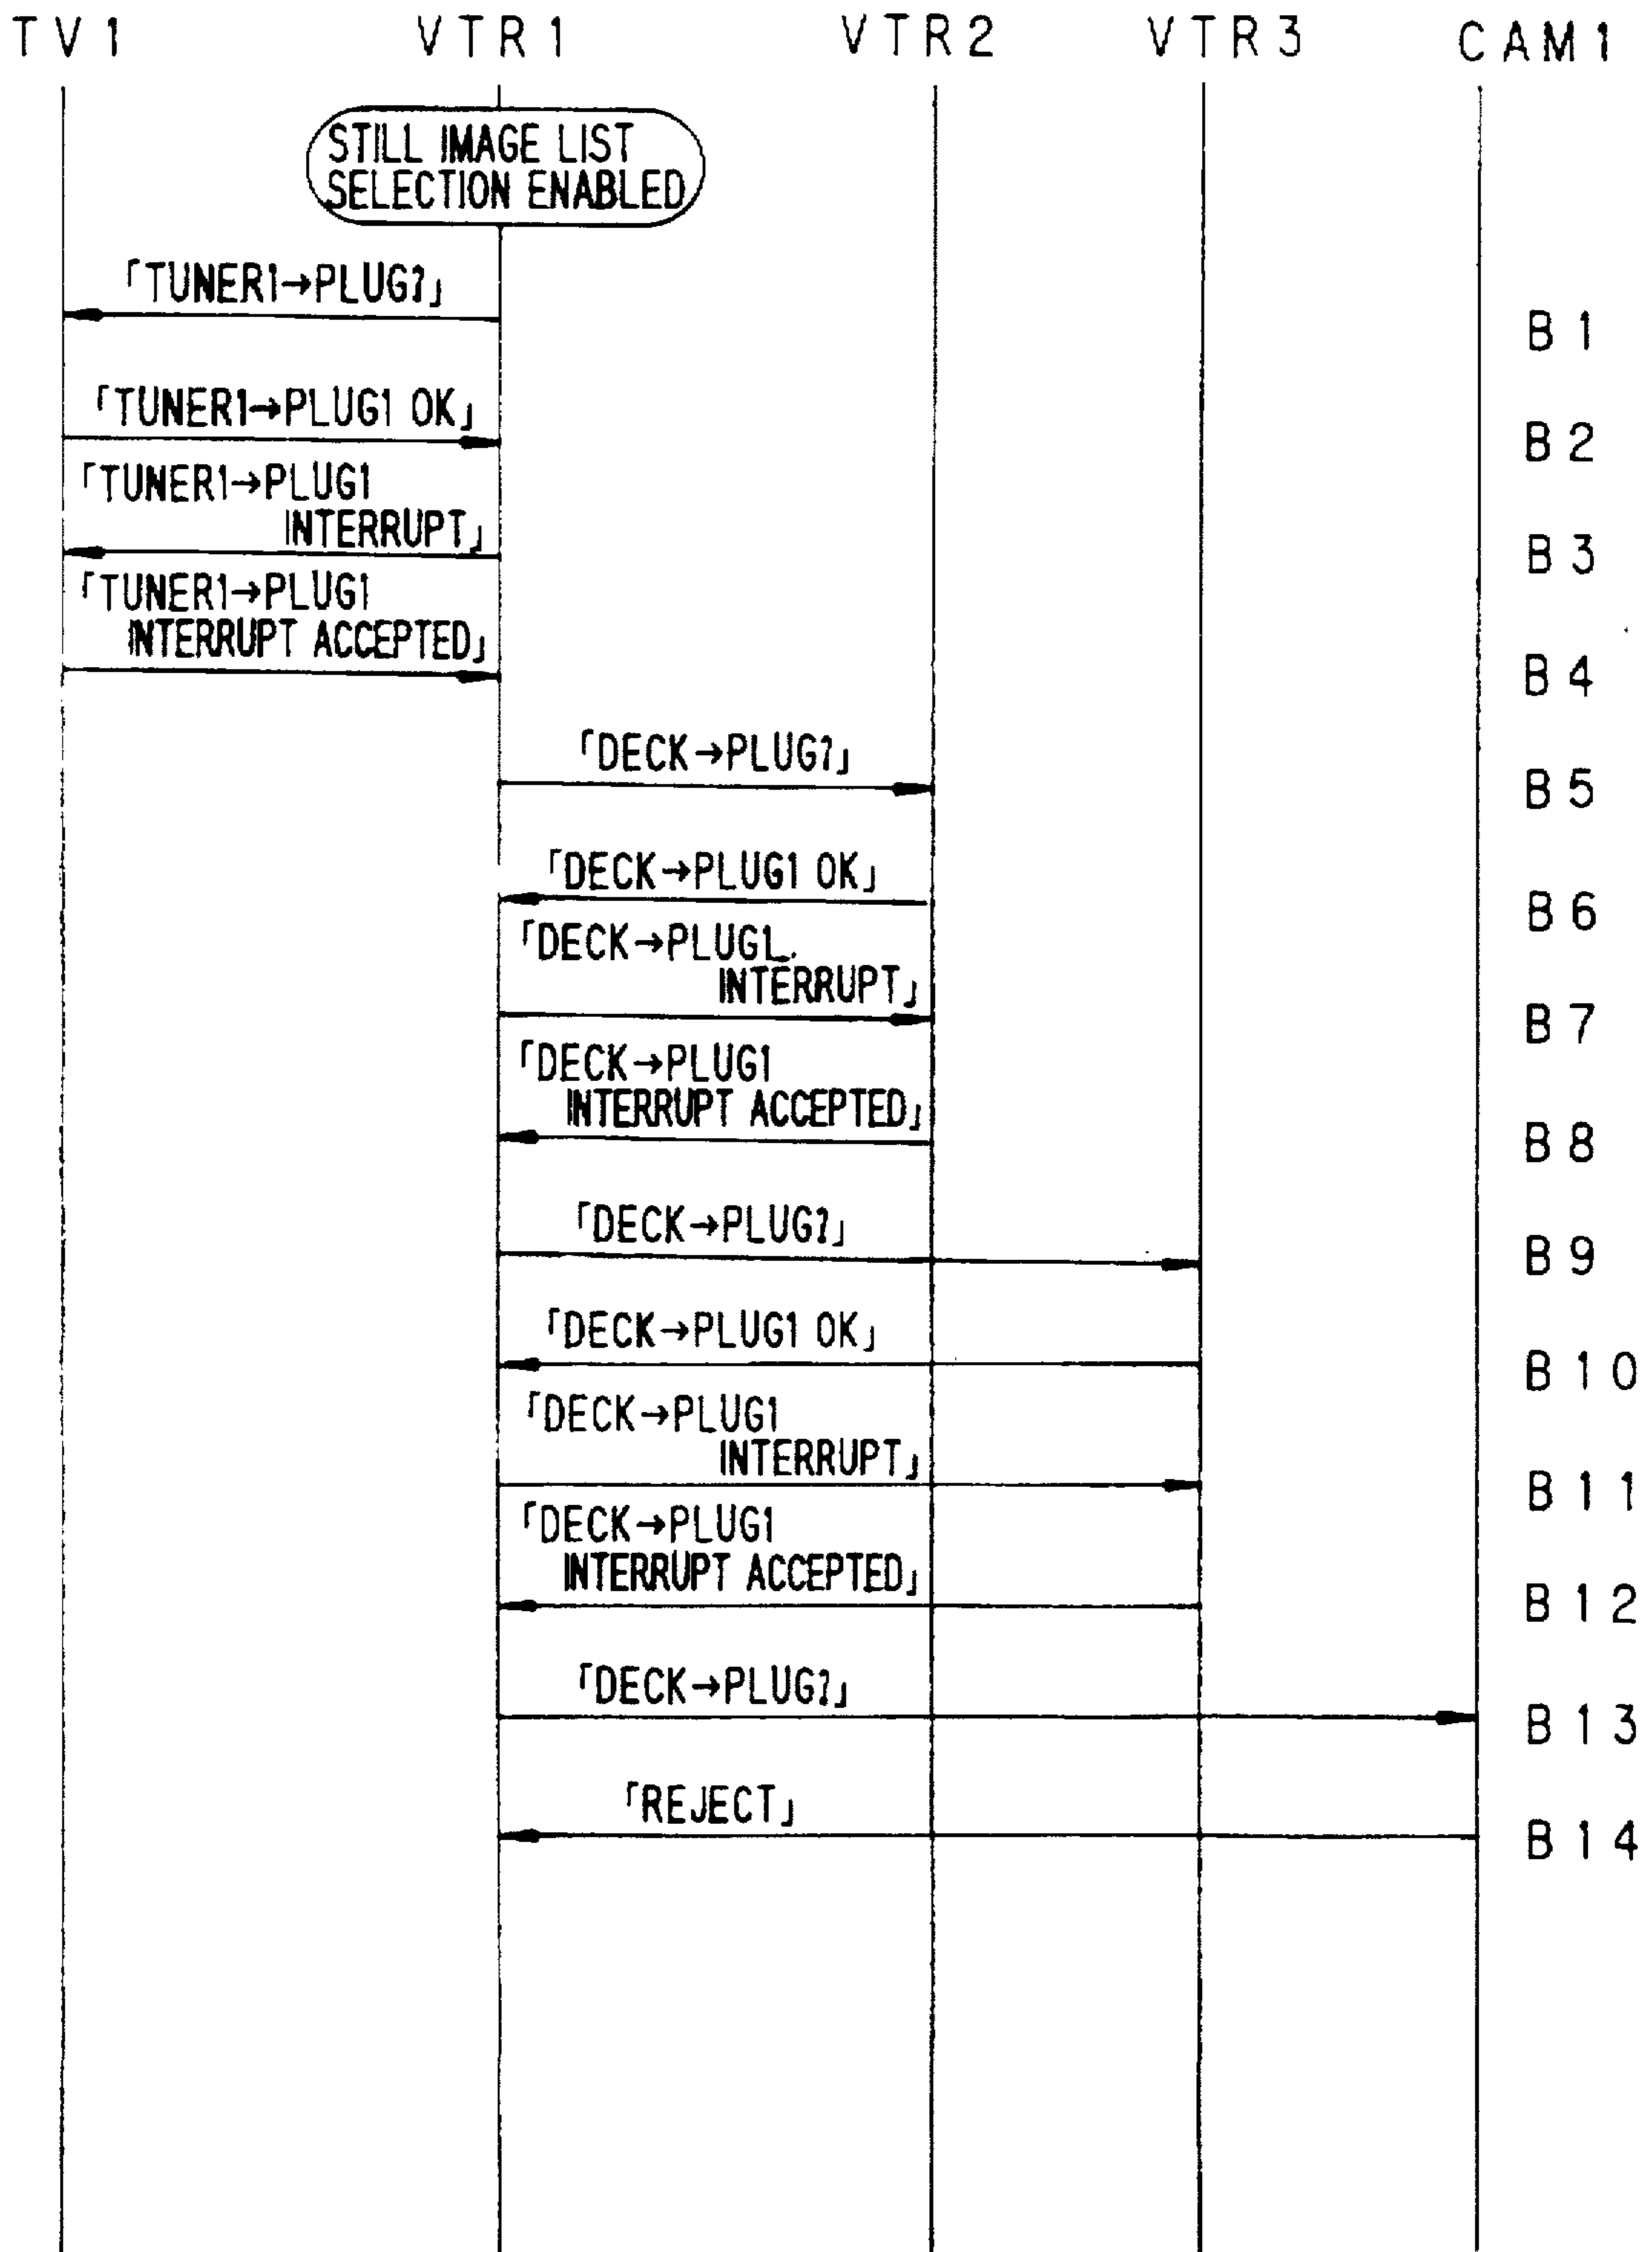 TV1 VTR1 VTR2 VTR3 CAM1
STILL IMAGE LIST
SELECTION ENABLED
「TUNER1→PLUG?」
B1
「TUNER1→PLUG1 OK」
B2
「TUNER1→PLUG1
INTERRUPT」
B3
「TUNER1→PLUG1
INTERRUPT ACCEPTED」
B4
「DECK→PLUG?」
B5
「DECK→PLUG1 OK」
B6
「DECK→PLUG1
INTERRUPT」
B7
「DECK→PLUG1
INTERRUPT ACCEPTED」
B8
「DECK→PLUG?」
B9
「DECK→PLUG1 OK」
B10
「DECK→PLUG1
INTERRUPT」
B11
「DECK→PLUG1
INTERRUPT ACCEPTED」
B12
「DECK→PLUG?」
B13
「REJECT」
B14